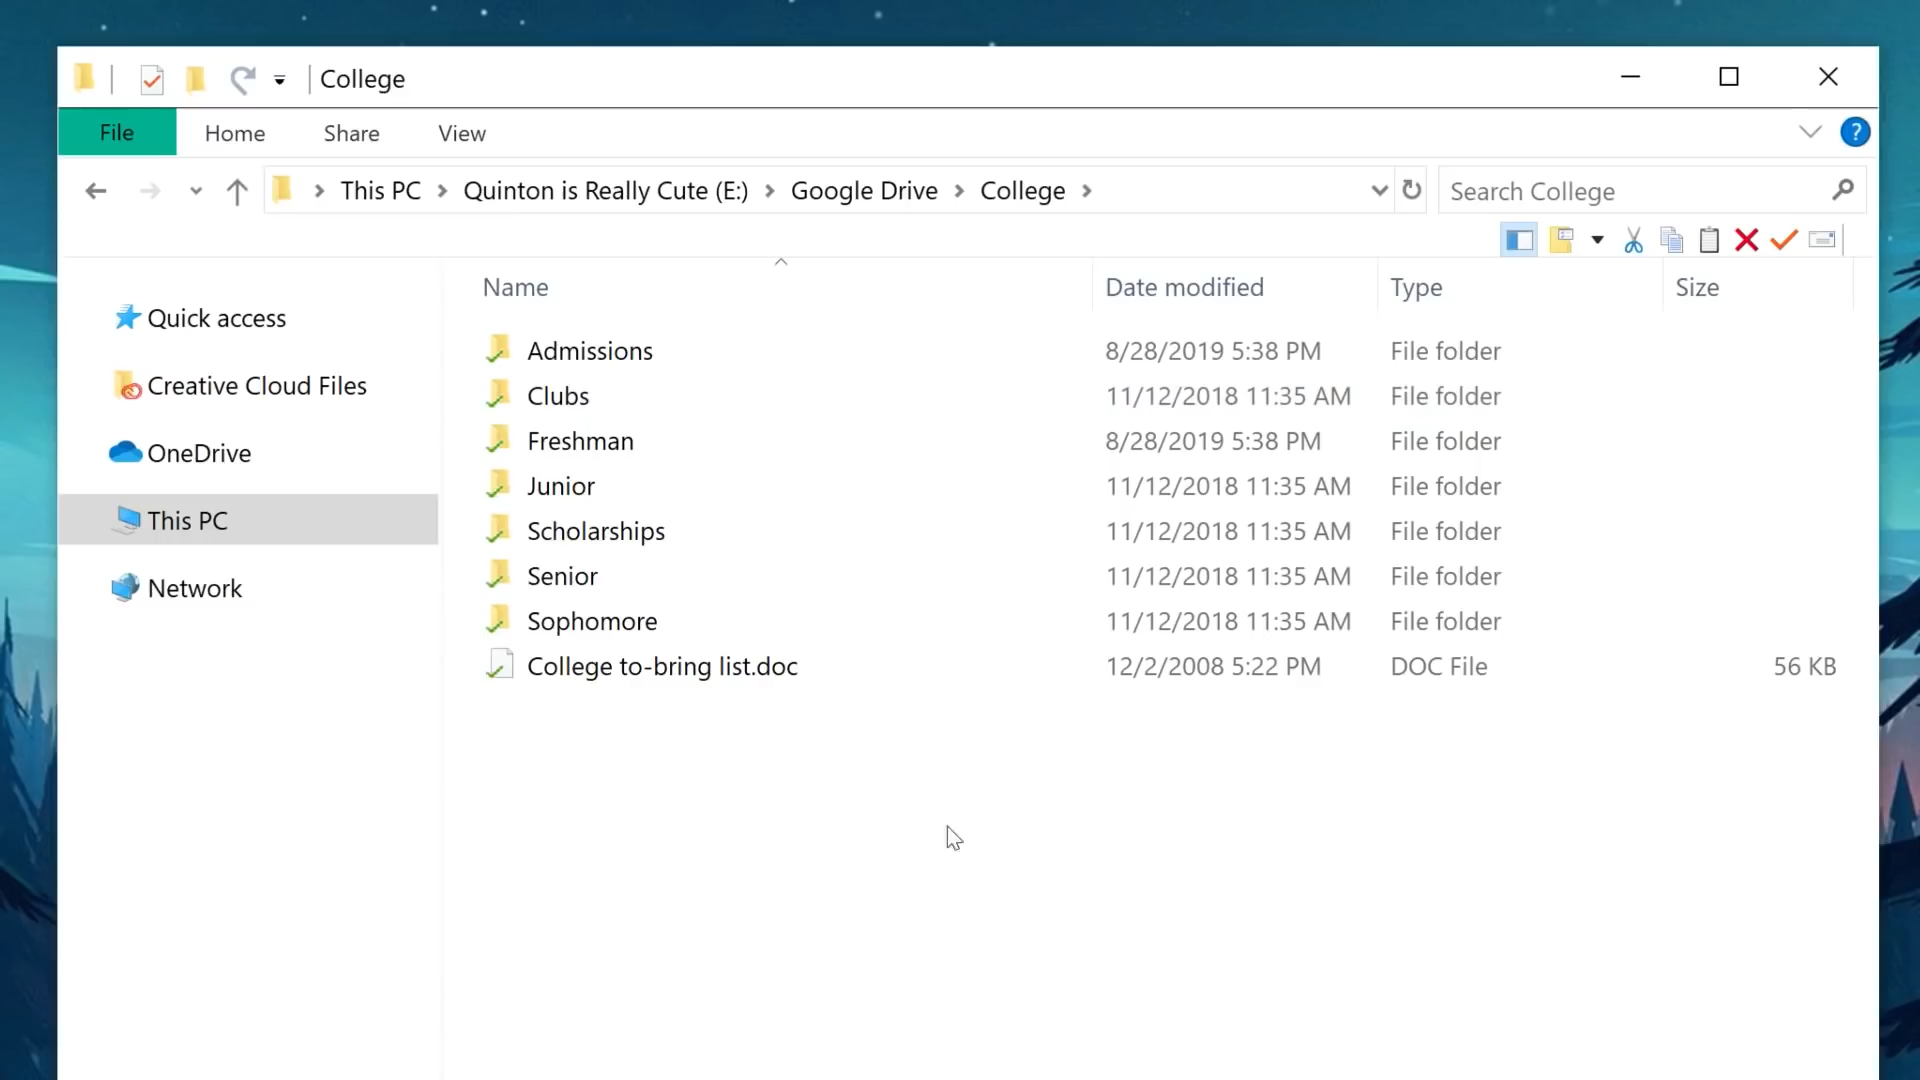 College
File Home Share View ?
This PC Quinton is Really Cute (E:) Google Drive College Search College
Name Date modified Type Size
Quick access
Creative Cloud Files
OneDrive
This PC
Network
Admissions 8/28/2019 5:38 PM File folder
Clubs 11/12/2018 11:35 AM File folder
Freshman 8/28/2019 5:38 PM File folder
Junior 11/12/2018 11:35 AM File folder
Scholarships 11/12/2018 11:35 AM File folder
Senior 11/12/2018 11:35 AM File folder
Sophomore 11/12/2018 11:35 AM File folder
College to-bring list.doc 12/2/2008 5:22 PM DOC File 56 KB